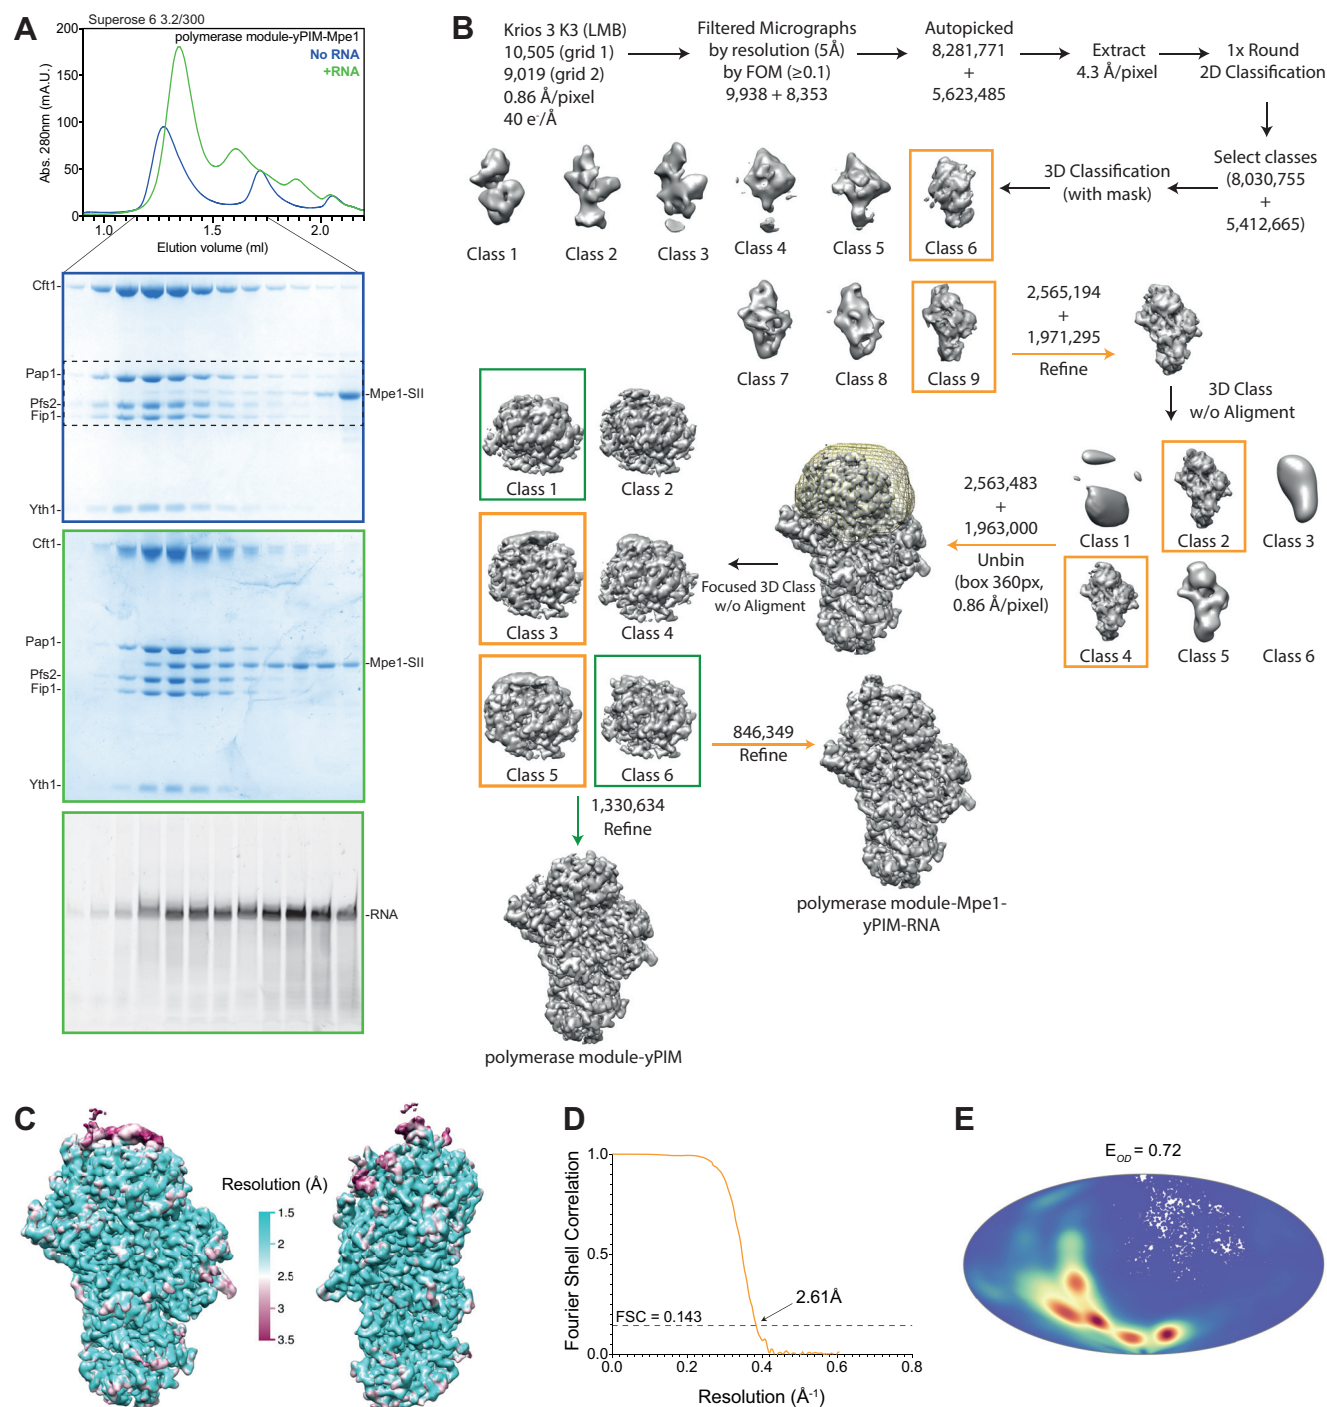 A
Superose 6 3.2/300
polymerase module-yPIM-Mpe1
No RNA
+RNA
Abs. 280nm (mA.U.)
200
150
100
50
0
1.0
1.5
2.0
Elution volume (ml)
Cft1-
Pap1-
-Mpe1-SII
Pfs2-
Fip1-
Yth1-
Cft1-
Pap1-
-Mpe1-SII
Pfs2-
Fip1-
Yth1-
-RNA
B
Krios 3 K3 (LMB)
10,505 (grid 1)
9,019 (grid 2)
0.86 Å/pixel
40 e⁻/Å
Filtered Micrographs
by resolution (5Å)
by FOM (≥0.1)
9,938 + 8,353
Autopicked
8,281,771
+
5,623,485
Extract
4.3 Å/pixel
1x Round
2D Classification
Select classes
(8,030,755
+
5,412,665)
3D Classification
(with mask)
Class 1
Class 2
Class 3
Class 4
Class 5
Class 6
Class 7
Class 8
Class 9
2,565,194
+
1,971,295
Refine
3D Class
w/o Aligment
Class 1
Class 2
Class 3
Class 4
Class 5
Class 6
2,563,483
+
1,963,000
Unbin
(box 360px,
0.86 Å/pixel)
Focused 3D Class
w/o Aligment
Class 1
Class 2
Class 3
Class 4
Class 5
Class 6
846,349
Refine
polymerase module-Mpe1-
yPIM-RNA
1,330,634
Refine
polymerase module-yPIM
C
Resolution (Å)
1.5
2
2.5
3
3.5
D
Fourier Shell Correlation
1.0
0.5
0.0
FSC = 0.143
2.61Å
0.0
0.2
0.4
0.6
0.8
Resolution (Å⁻¹)
E
E_OD = 0.72